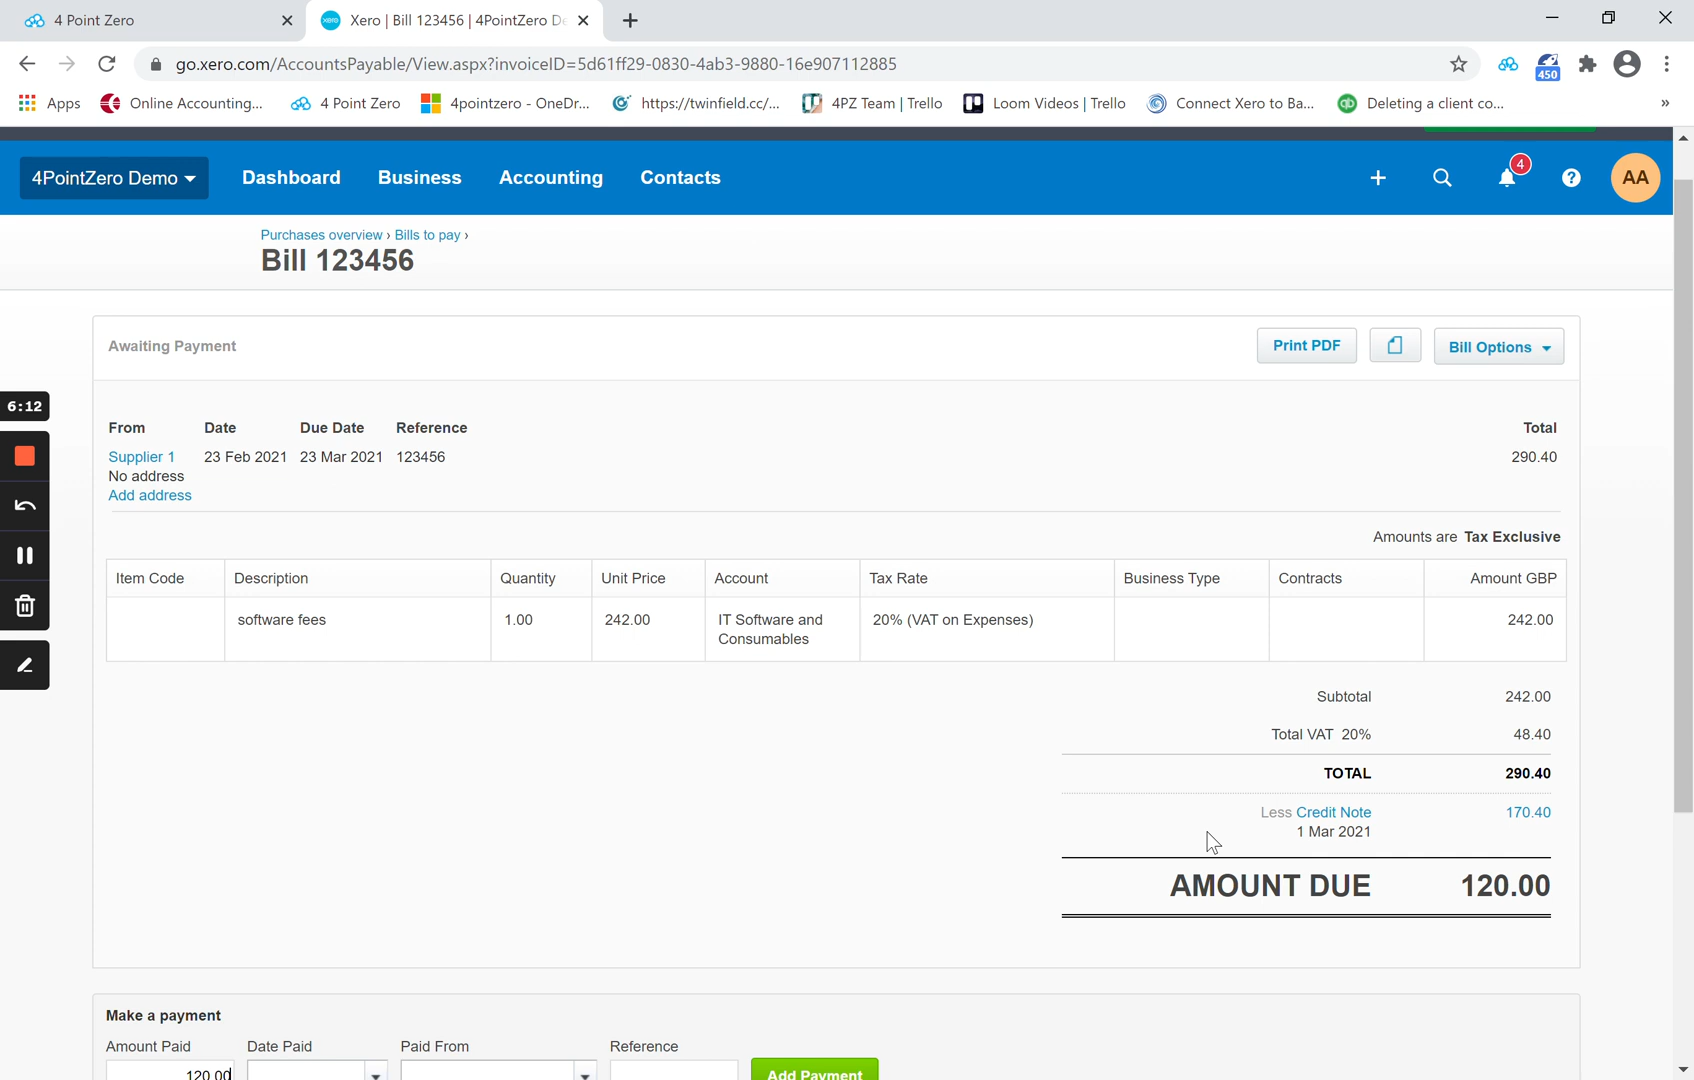 4 Point Zero
Xero | Bill 123456 | 4PointZero De
go.xero.com/AccountsPayable/View.aspx?invoiceID=5d61ff29-0830-4ab3-9880-16e907112885
450
Apps Online Accounting... 4 Point Zero 4pointzero - OneDr... https://twinfield.cc/... 4PZ Team | Trello Loom Videos | Trello Connect Xero to Ba... Deleting a client co... »
4PointZero Demo Dashboard Business Accounting Contacts 4 AA
Purchases overview › Bills to pay ›
Bill 123456
Awaiting Payment Print PDF Bill Options
6:12
From Date Due Date Reference Total
Supplier 1 23 Feb 2021 23 Mar 2021 123456 290.40
No address
Add address
Amounts are Tax Exclusive
Item Code Description Quantity Unit Price Account Tax Rate Business Type Contracts Amount GBP
software fees 1.00 242.00 IT Software and 20% (VAT on Expenses) 242.00
Consumables
Subtotal 242.00
Total VAT 20% 48.40
TOTAL 290.40
Less Credit Note 170.40
1 Mar 2021
AMOUNT DUE 120.00
Make a payment
Amount Paid Date Paid Paid From Reference
120.00 Add Payment